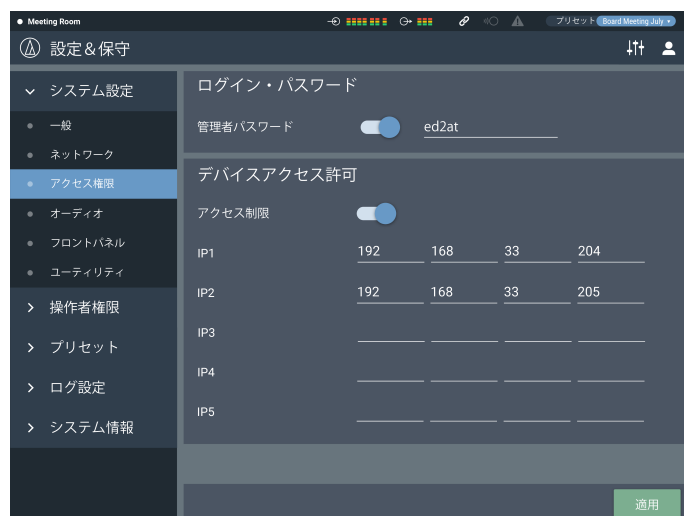 Meeting Room
プリセット Board Meeting July
設定＆保守
システム設定
一般
ネットワーク
アクセス権限
オーディオ
フロントパネル
ユーティリティ
操作者権限
プリセット
ログ設定
システム情報
ログイン・パスワード
管理者パスワード ed2at
デバイスアクセス許可
アクセス制限
IP1 192 168 33 204
IP2 192 168 33 205
IP3
IP4
IP5
適用